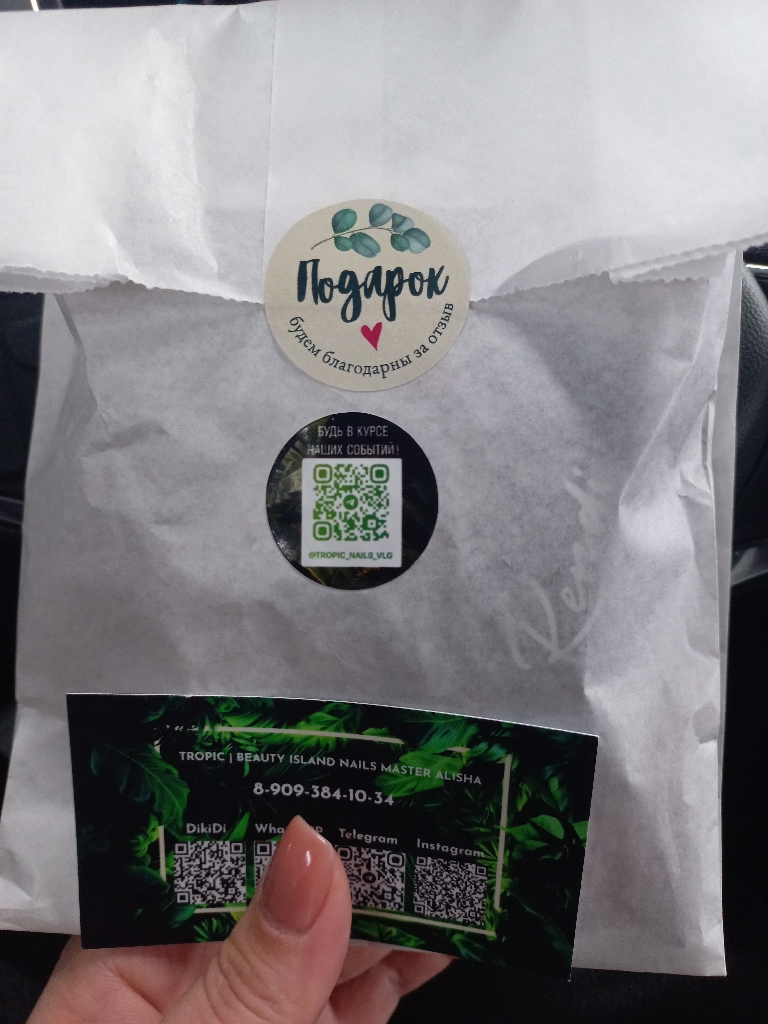 Подарок
будем благодарны за отзыв
БУДЬ В КУРСЕ
НАШИХ СОБЫТИЙ!
@TROPIC_NAILS_VLG
TROPIC | BEAUTY ISLAND NAILS MASTER ALISHA
8-909-384-10-34
DikiDi Telegram Instagram